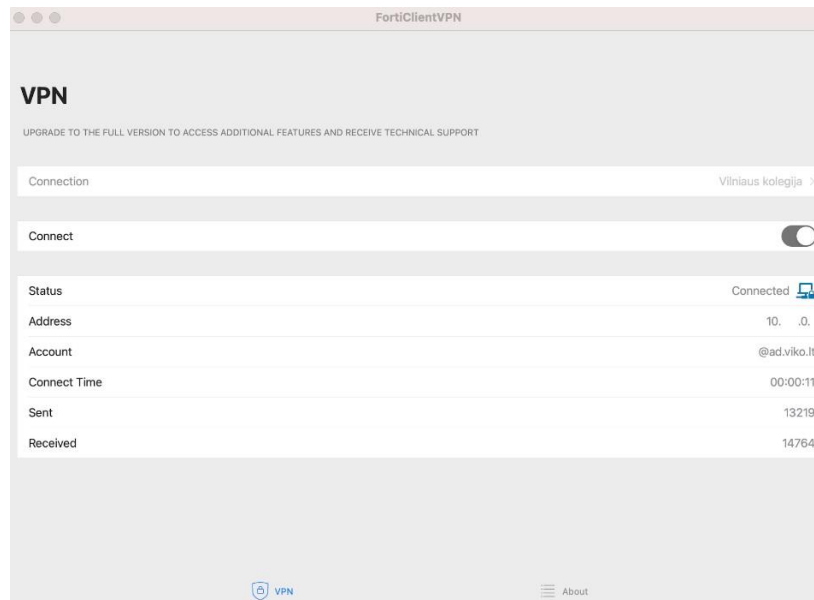 FortiClientVPN
VPN
UPGRADE TO THE FULL VERSION TO ACCESS ADDITIONAL FEATURES AND RECEIVE TECHNICAL SUPPORT
Connection Vilniaus kolegija
Connect
Status Connected
Address 10. .0.
Account @ad.viko.lt
Connect Time 00:00:11
Sent 13219
Received 14764
VPN About